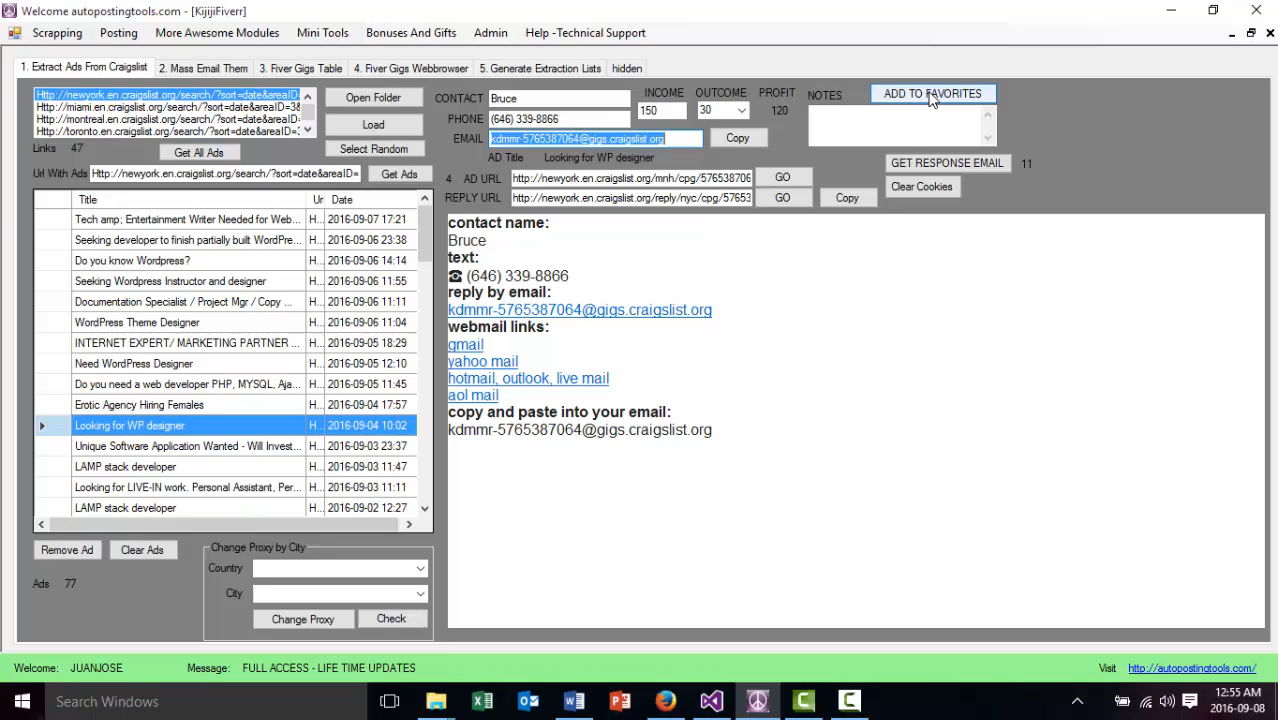 Welcome autopostingtools.com - [KijijiFiverr]
Scrapping Posting More Awesome Modules Mini Tools Bonuses And Gifts Admin Help -Technical Support
1. Extract Ads From Craigslist 2. Mass Email Them 3. Fiver Gigs Table 4. Fiver Gigs Webbrowser 5. Generate Extraction Lists hidden
Http://newyork.en.craigslist.org/search/?sort=date&areaID=
Http://miami.en.craigslist.org/search/?sort=date&areaID=38
Http://montreal.en.craigslist.org/search/?sort=date&areaID=
Http://toronto.en.craigslist.org/search/?sort=date&areaID=
Open Folder
Load
Select Random
Links 47
Get All Ads
Url With Ads Http://newyork.en.craigslist.org/search/?sort=date&areaID= Get Ads
CONTACT Bruce
PHONE (646) 339-8866
EMAIL kdmmr-5765387064@gigs.craigslist.org Copy
INCOME OUTCOME PROFIT
150 30 120
NOTES
ADD TO FAVORITES
AD Title Looking for WP designer
GET RESPONSE EMAIL 11
Clear Cookies
4 AD URL http://newyork.en.craigslist.org/mnh/cpg/57653870 GO
REPLY URL http://newyork.en.craigslist.org/reply/nyc/cpg/57653 GO Copy
Title Ur Date
Tech amp; Entertainment Writer Needed for Web... H... 2016-09-07 17:21
Seeking developer to finish partially built WordPre... H... 2016-09-06 23:38
Do you know Wordpress? H... 2016-09-06 14:14
Seeking Wordpress Instructor and designer H... 2016-09-06 11:55
Documentation Specialist / Project Mgr / Copy ... H... 2016-09-06 11:11
WordPress Theme Designer H... 2016-09-06 11:04
INTERNET EXPERT/ MARKETING PARTNER ... H... 2016-09-05 18:29
Need WordPress Designer H... 2016-09-05 12:10
Do you need a web developer PHP, MYSQL, Aja... H... 2016-09-05 11:45
Erotic Agency Hiring Females H... 2016-09-04 17:57
Looking for WP designer H... 2016-09-04 10:02
Unique Software Application Wanted - Will Invest... H... 2016-09-03 23:37
LAMP stack developer H... 2016-09-03 11:47
Looking for LIVE-IN work. Personal Assistant, Per... H... 2016-09-03 11:11
LAMP stack developer H... 2016-09-02 12:27
contact name:
Bruce
text:
☎ (646) 339-8866
reply by email:
kdmmr-5765387064@gigs.craigslist.org
webmail links:
gmail
yahoo mail
hotmail, outlook, live mail
aol mail
copy and paste into your email:
kdmmr-5765387064@gigs.craigslist.org
Remove Ad Clear Ads
Ads 77
Change Proxy by City
Country
City
Change Proxy Check
Welcome: JUANJOSE Message: FULL ACCESS - LIFE TIME UPDATES Visit http://autopostingtools.com/
Search Windows
12:55 AM
2016-09-08